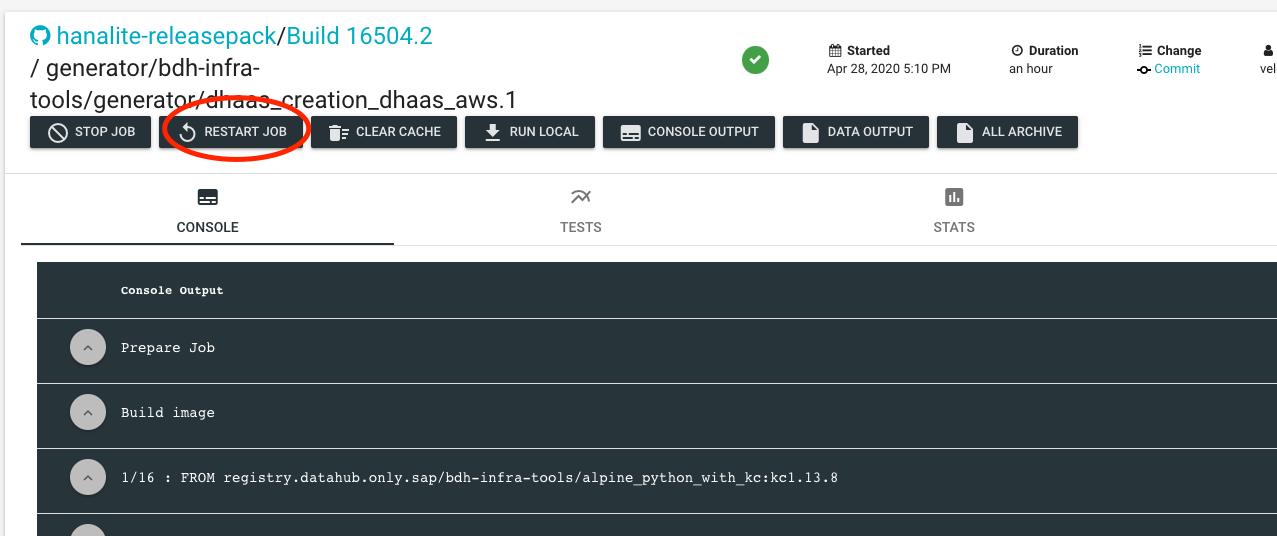 hanalite-releasepack/Build 16504.2
/ generator/bdh-infra-
tools/generator/dhaas_creation_dhaas_aws.1
Started
Apr 28, 2020 5:10 PM
Duration
an hour
Change
Commit
vel
STOP JOB
RESTART JOB
CLEAR CACHE
RUN LOCAL
CONSOLE OUTPUT
DATA OUTPUT
ALL ARCHIVE
CONSOLE
TESTS
STATS
Console Output
Prepare Job
Build image
1/16 : FROM registry.datahub.only.sap/bdh-infra-tools/alpine_python_with_kc:kc1.13.8